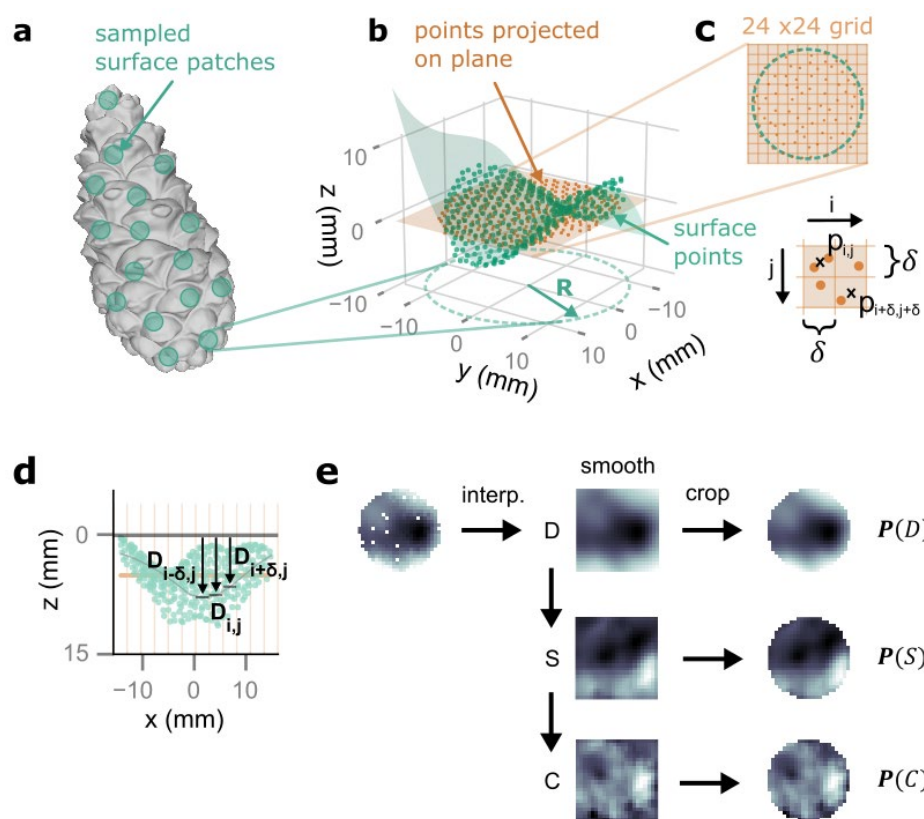 a
sampled
surface patches
b
points projected
on plane
c
24 x24 grid
10
0
−10
z
(mm)
surface
points
R
−10
0
10
y (mm)
−10
0
10
x (mm)
i
j
p i,j
δ
p i+δ,j+δ
δ
d
0
15
z (mm)
D i-δ,j
D i+δ,j
D i,j
−10
0
10
x (mm)
e
smooth
interp.
D
crop
P(D)
S
P(S)
C
P(C)